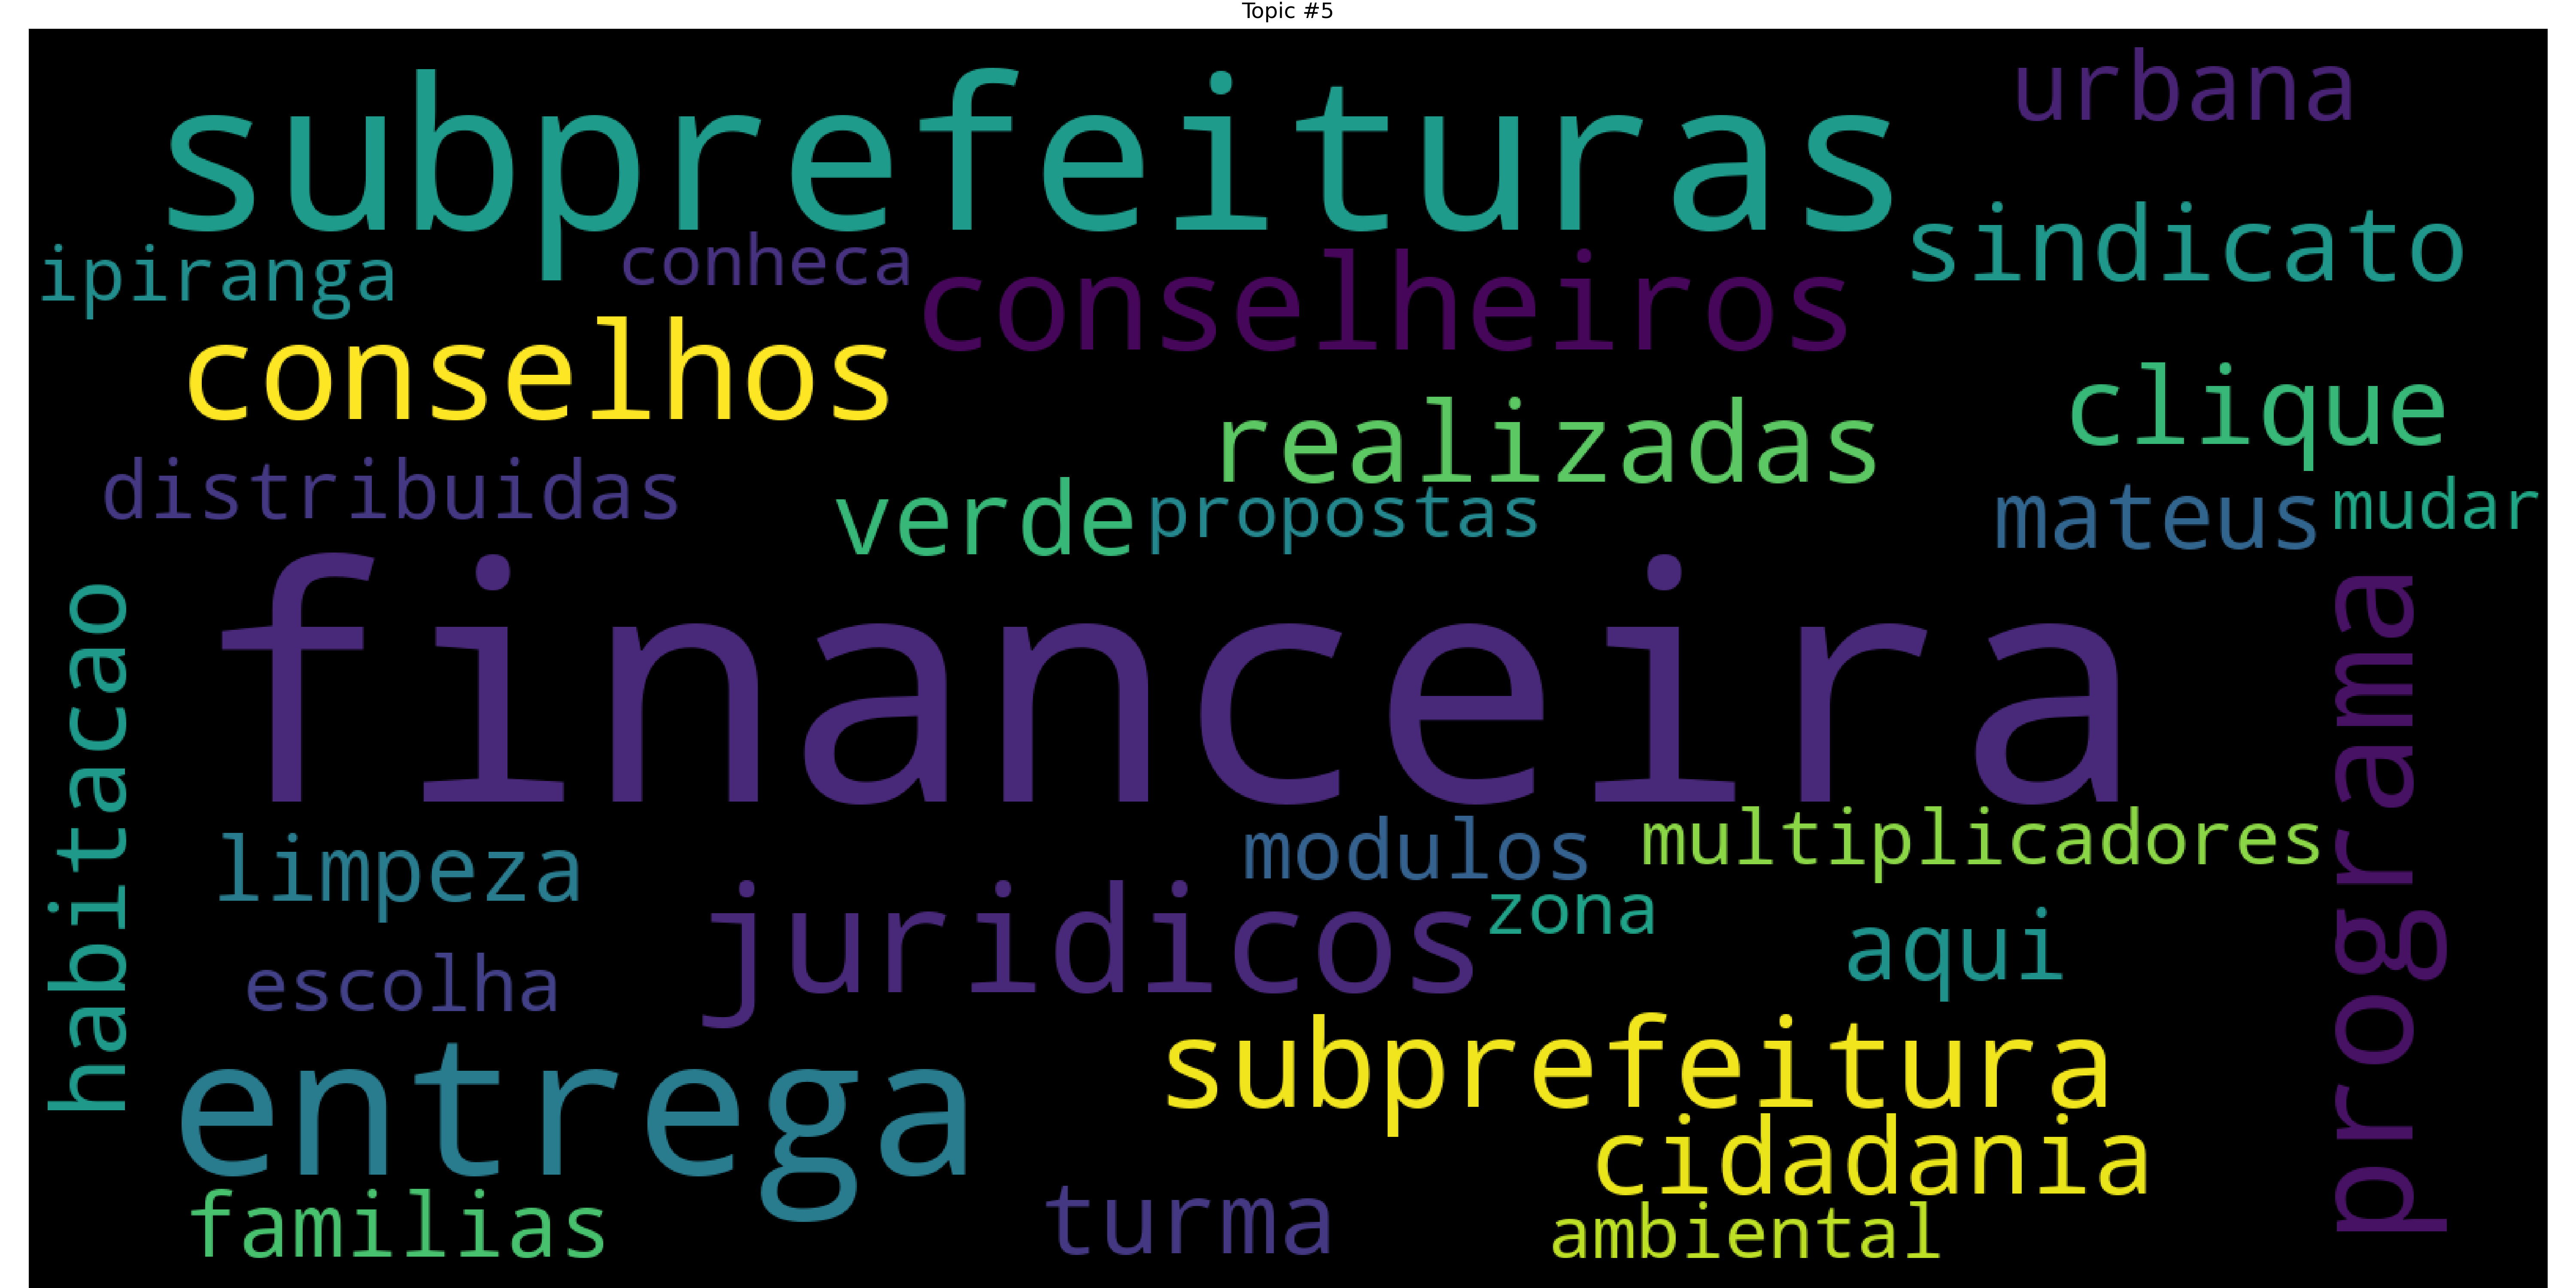 Topic #5
subprefeituras
urbana
sindicato
ipiranga
conheca
conselheiros
conselhos
clique
realizadas
distribuidas
verde
propostas
mateus
mudar
financeira
habitacao
programa
limpeza
modulos
multiplicadores
juridicos
zona
aqui
escolha
subprefeitura
entrega
cidadania
familias
turma
ambiental